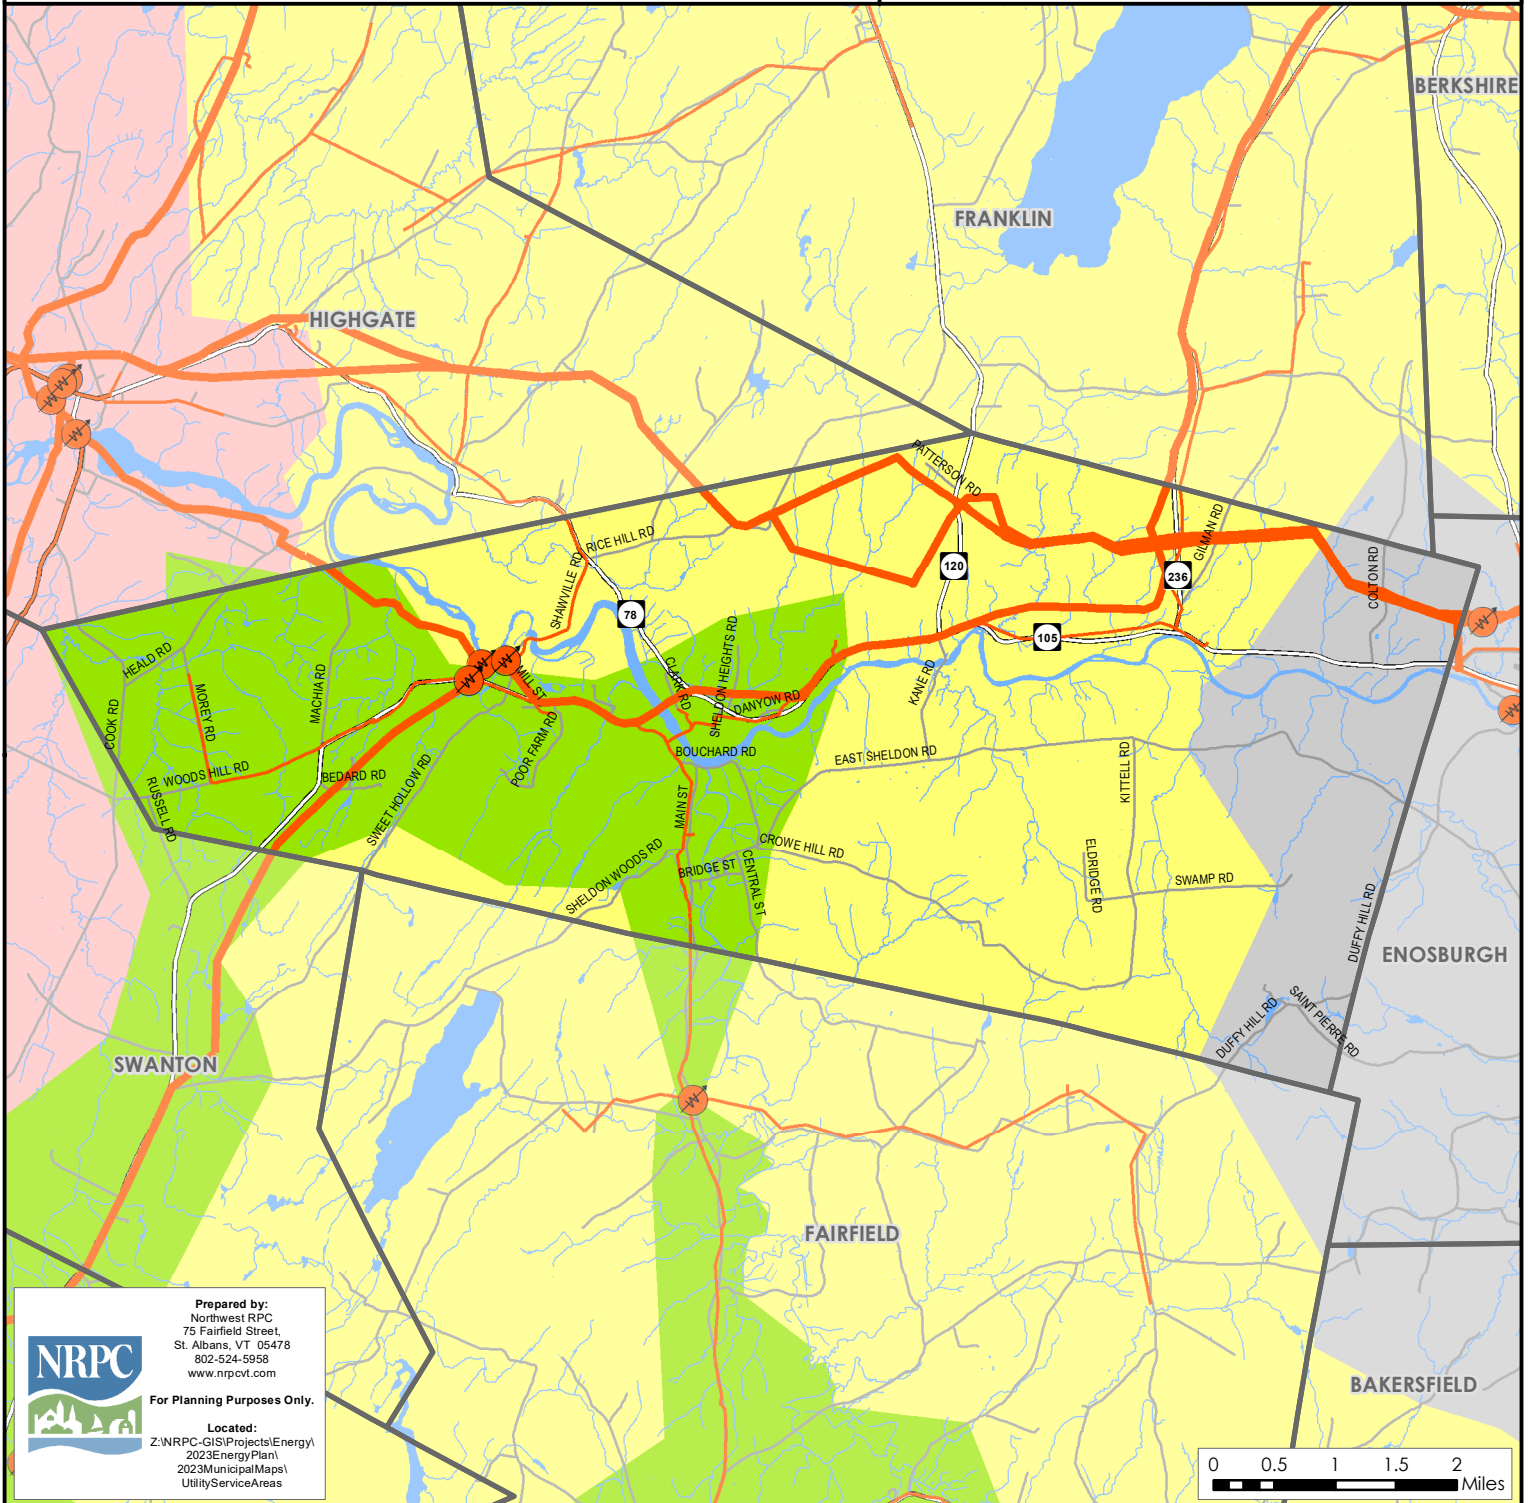 BERKSHIRE
FRANKLIN
HIGHGATE
PATTERSON RD
RICE HILL RD
GILMAN RD
COLTON RD
SHAWVILLE RD
120
236
78
105
HEALD RD
MOREY RD
MACHIA RD
COOK RD
MILL ST
POOR FARM RD
CLARK RD
SHELDON HEIGHTS RD
DANYOW RD
KANE RD
BOUCHARD RD
EAST SHELDON RD
KITTELL RD
WOODS HILL RD
BEDARD RD
RUSSELL RD
SWEET HOLLOW RD
MAIN ST
SHELDON WOODS RD
BRIDGE ST
CENTRAL ST
CROWE HILL RD
ELDRIDGE RD
SWAMP RD
DUFFY HILL RD
ENOSBURGH
DUFFY HILL RD
SAINT PIERRE RD
SWANTON
W
W
W
W
W
W
W
W
W
FAIRFIELD
BAKERSFIELD
NRPC
Prepared by:
Northwest RPC
75 Fairfield Street,
St. Albans, VT 05478
802-524-5958
www.nrpcvt.com
For Planning Purposes Only.
Located:
Z:\NRPC-GIS\Projects\Energy\
2023EnergyPlan\
2023MunicipalMaps\
UtilityServiceAreas
0 0.5 1 1.5 2
Miles